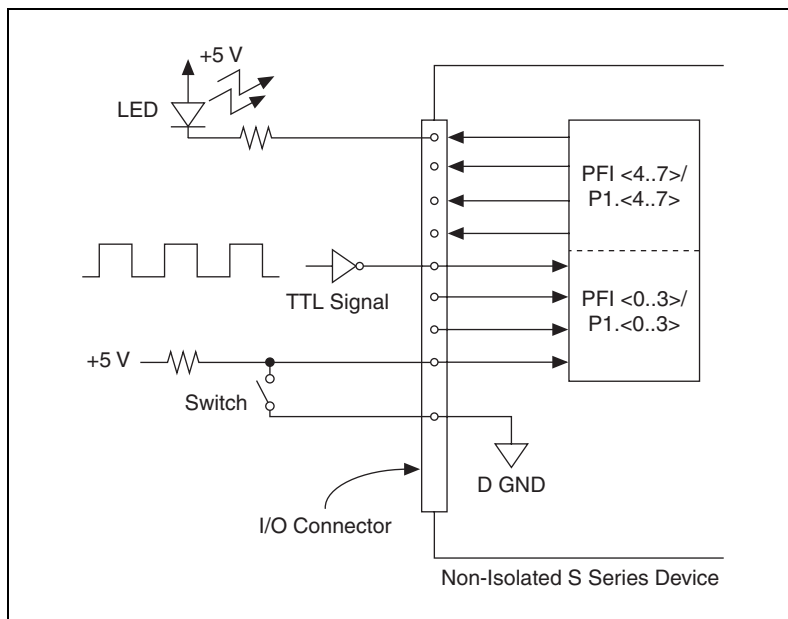 +5 V
LED
PFI <4..7>/
P1.<4..7>
TTL Signal
PFI <0..3>/
P1.<0..3>
+5 V
Switch
D GND
I/O Connector
Non-Isolated S Series Device